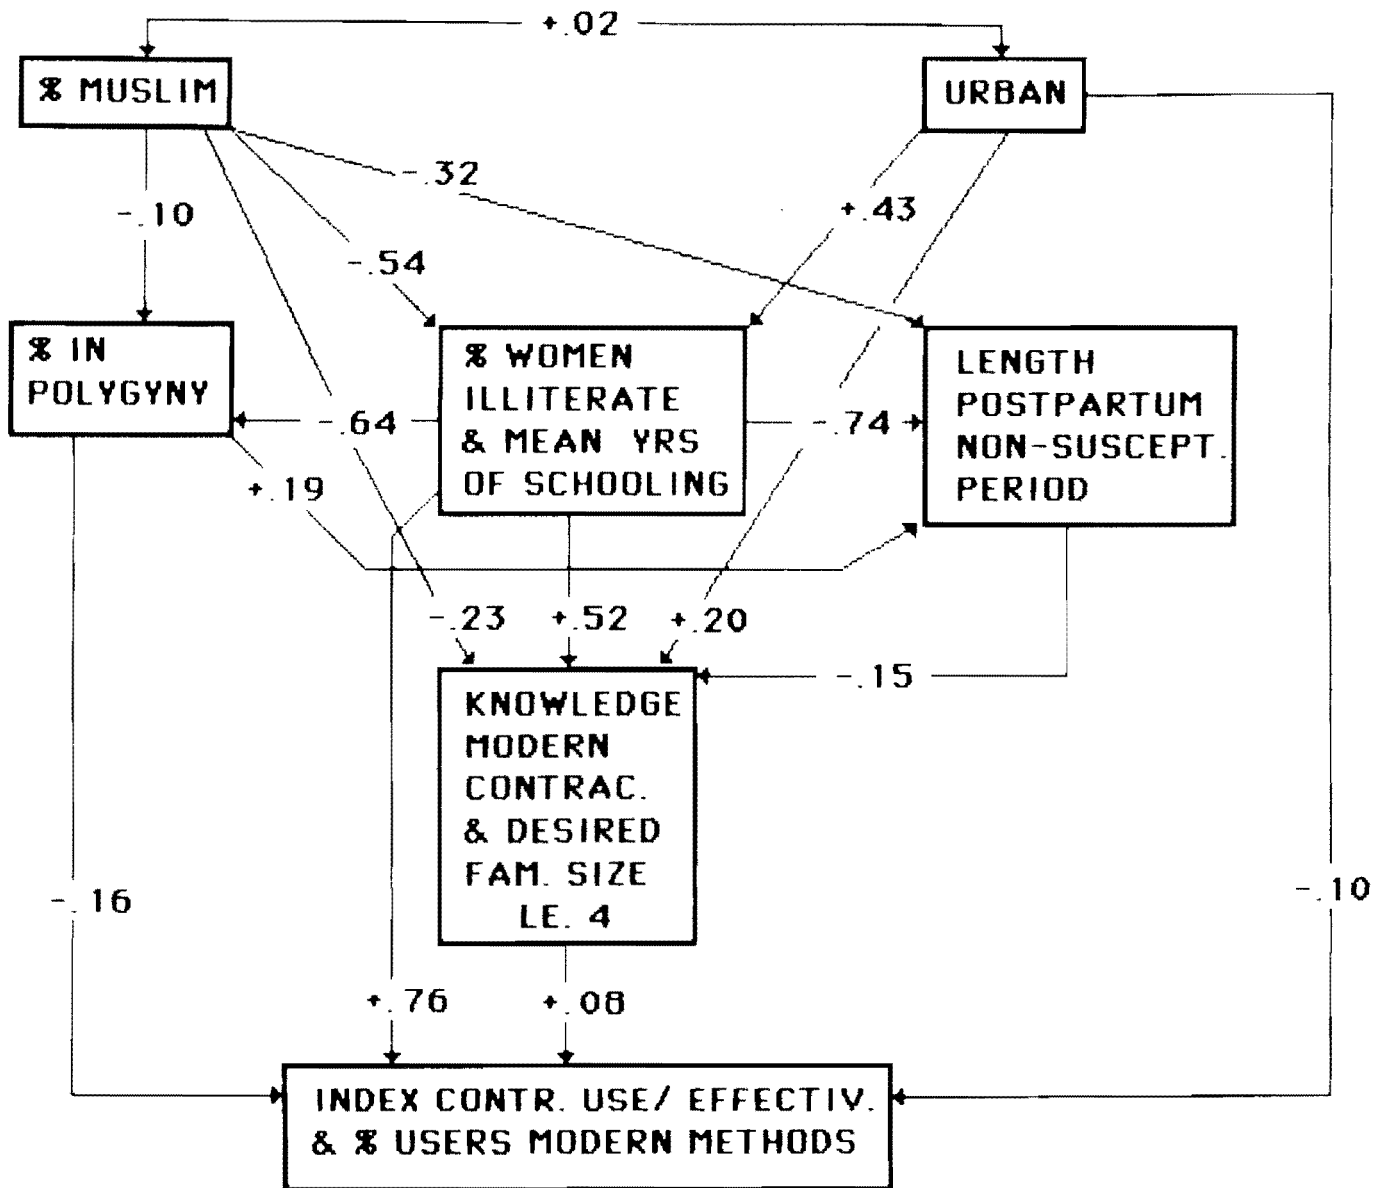 +.02
% MUSLIM
URBAN
-.32
-.10
+.43
-.54
% IN
POLYGYNY
% WOMEN
ILLITERATE
& MEAN YRS
OF SCHOOLING
LENGTH
POSTPARTUM
NON-SUSCEPT.
PERIOD
-.64
-.74
+.19
-.23
+.52
+.20
-.15
KNOWLEDGE
MODERN
CONTRAC.
& DESIRED
FAM. SIZE
LE. 4
-.16
-.10
+.76
+.08
INDEX CONTR. USE/ EFFECTIV.
& % USERS MODERN METHODS